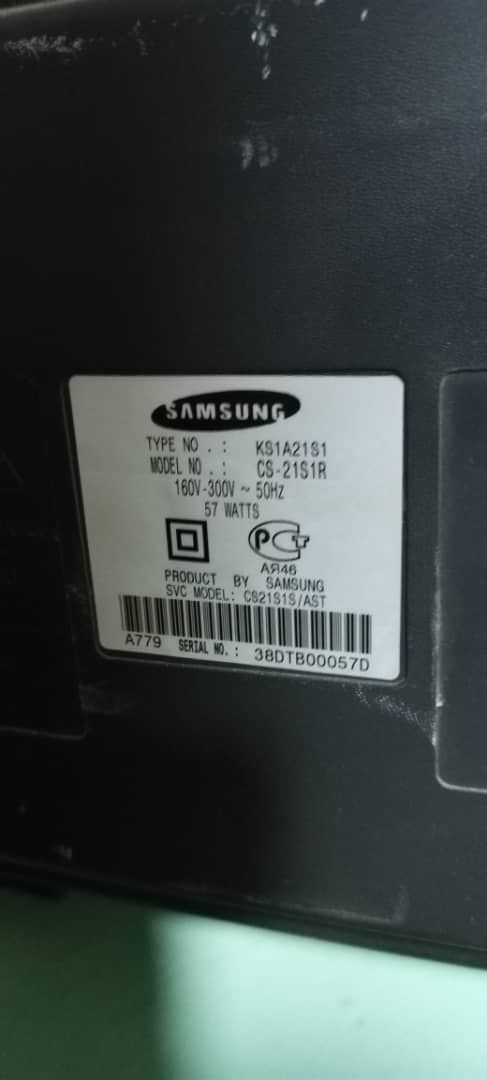 SAMSUNG
TYPE NO . : KS1A21S1
MODEL NO . : CS-21S1R
160V-300V ~ 50Hz
57 WATTS
РСТ
АЯ46
PRODUCT BY SAMSUNG
SVC MODEL: CS21S1S/AST
A779 SERIAL NO. : 38DTB00057D